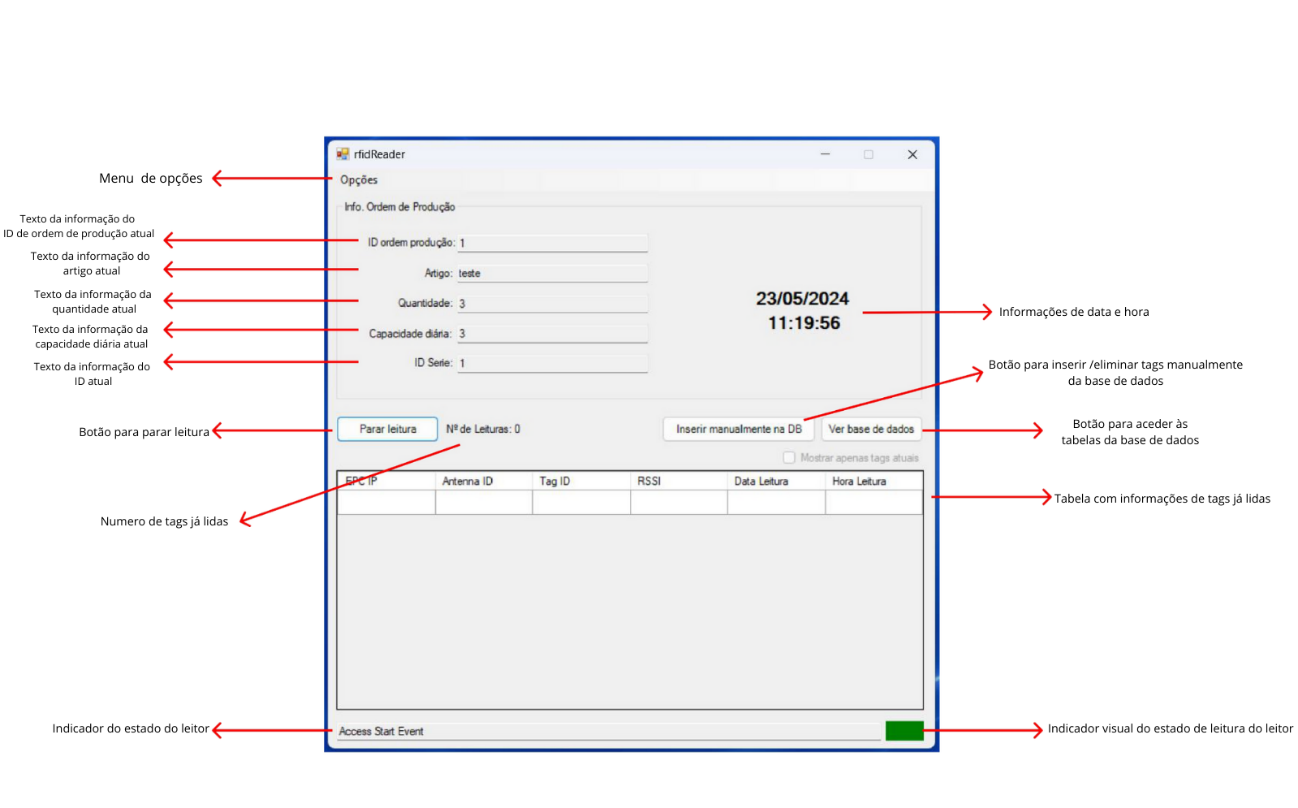 rfidReader
Menu de opções
Opções
Info. Ordem de Produção
Texto da informação do
ID de ordem de produção atual
ID ordem produção: 1
Texto da informação do
artigo atual
Artigo: teste
Texto da informação da
quantidade atual
Quantidade: 3
Texto da informação da
capacidade diária atual
Capacidade diária: 3
Texto da informação do
ID atual
ID Serie: 1
23/05/2024
11:19:56
Informações de data e hora
Botão para inserir /eliminar tags manualmente
da base de dados
Botão para parar leitura
Parar leitura
Nº de Leituras: 0
Inserir manualmente na DB
Ver base de dados
Botão para aceder às
tabelas da base de dados
Mostrar apenas tags atuais
EPC IP Antenna ID Tag ID RSSI Data Leitura Hora Leitura
Tabela com informações de tags já lidas
Numero de tags já lidas
Indicador do estado do leitor
Access Start Event
Indicador visual do estado de leitura do leitor